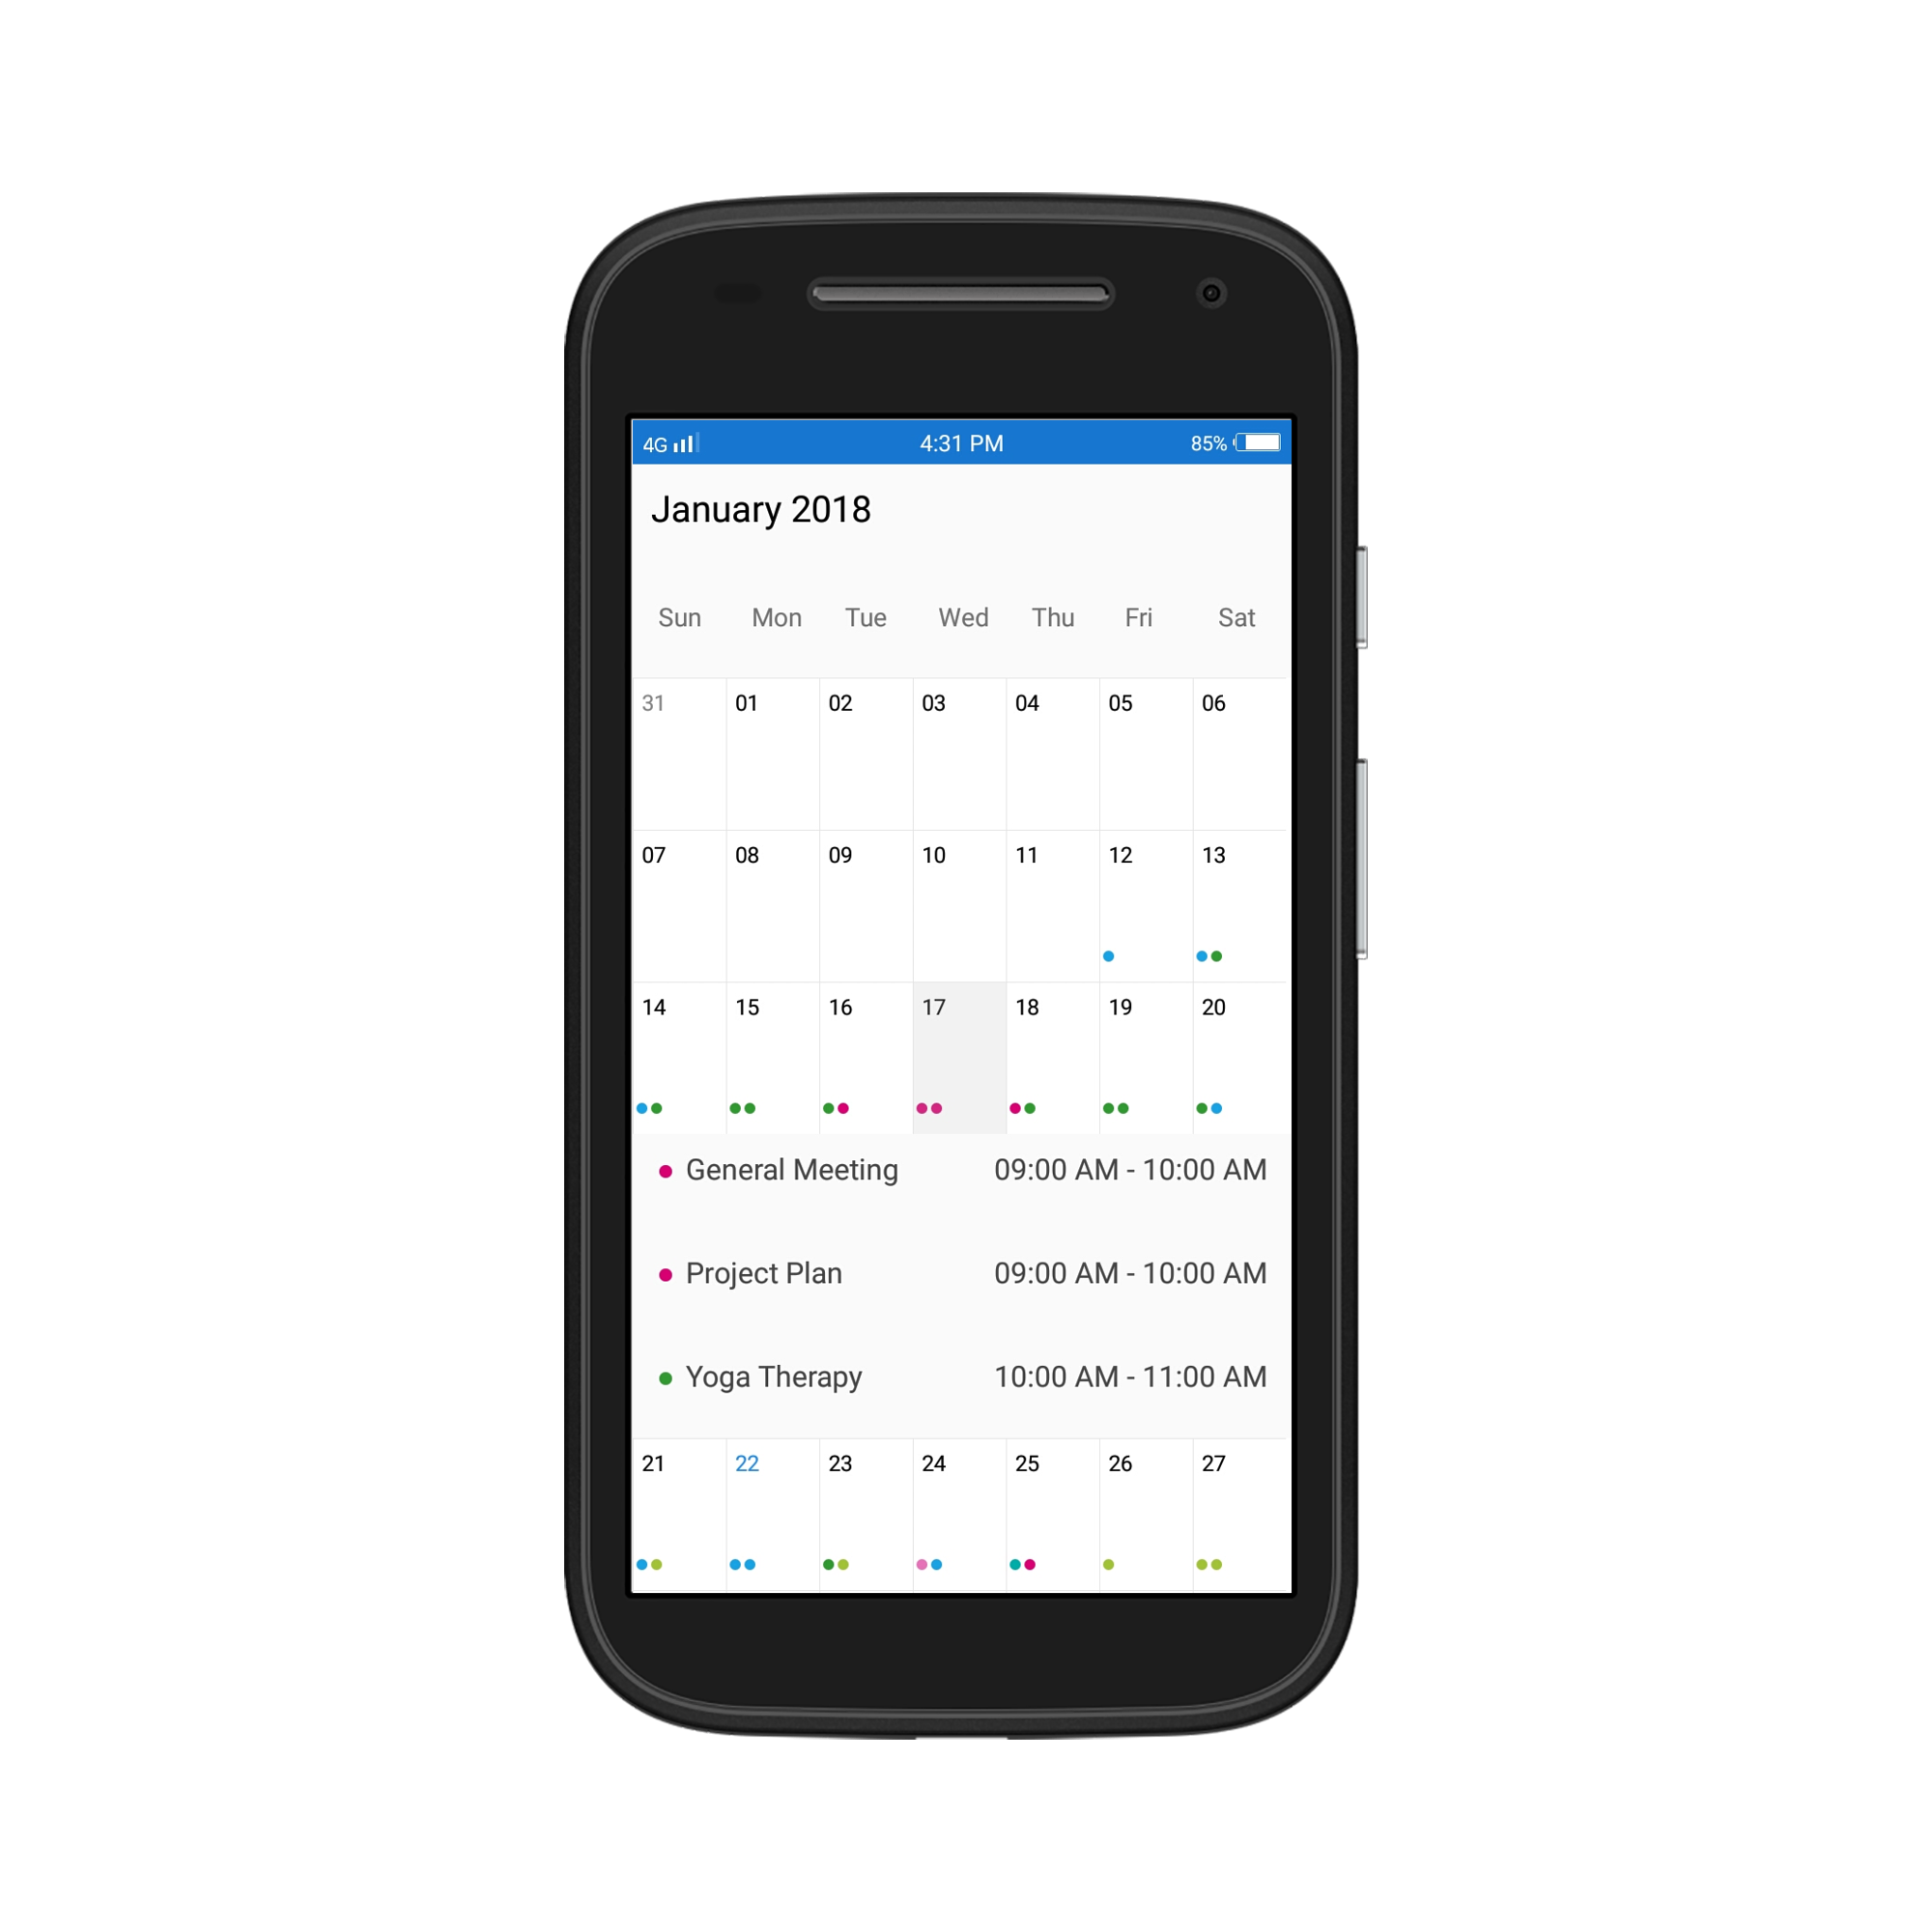 4G 4:31 PM 85%
January 2018
Sun Mon Tue Wed Thu Fri Sat
31 01 02 03 04 05 06
07 08 09 10 11 12 13
14 15 16 17 18 19 20
General Meeting 09:00 AM - 10:00 AM
Project Plan 09:00 AM - 10:00 AM
Yoga Therapy 10:00 AM - 11:00 AM
21 22 23 24 25 26 27